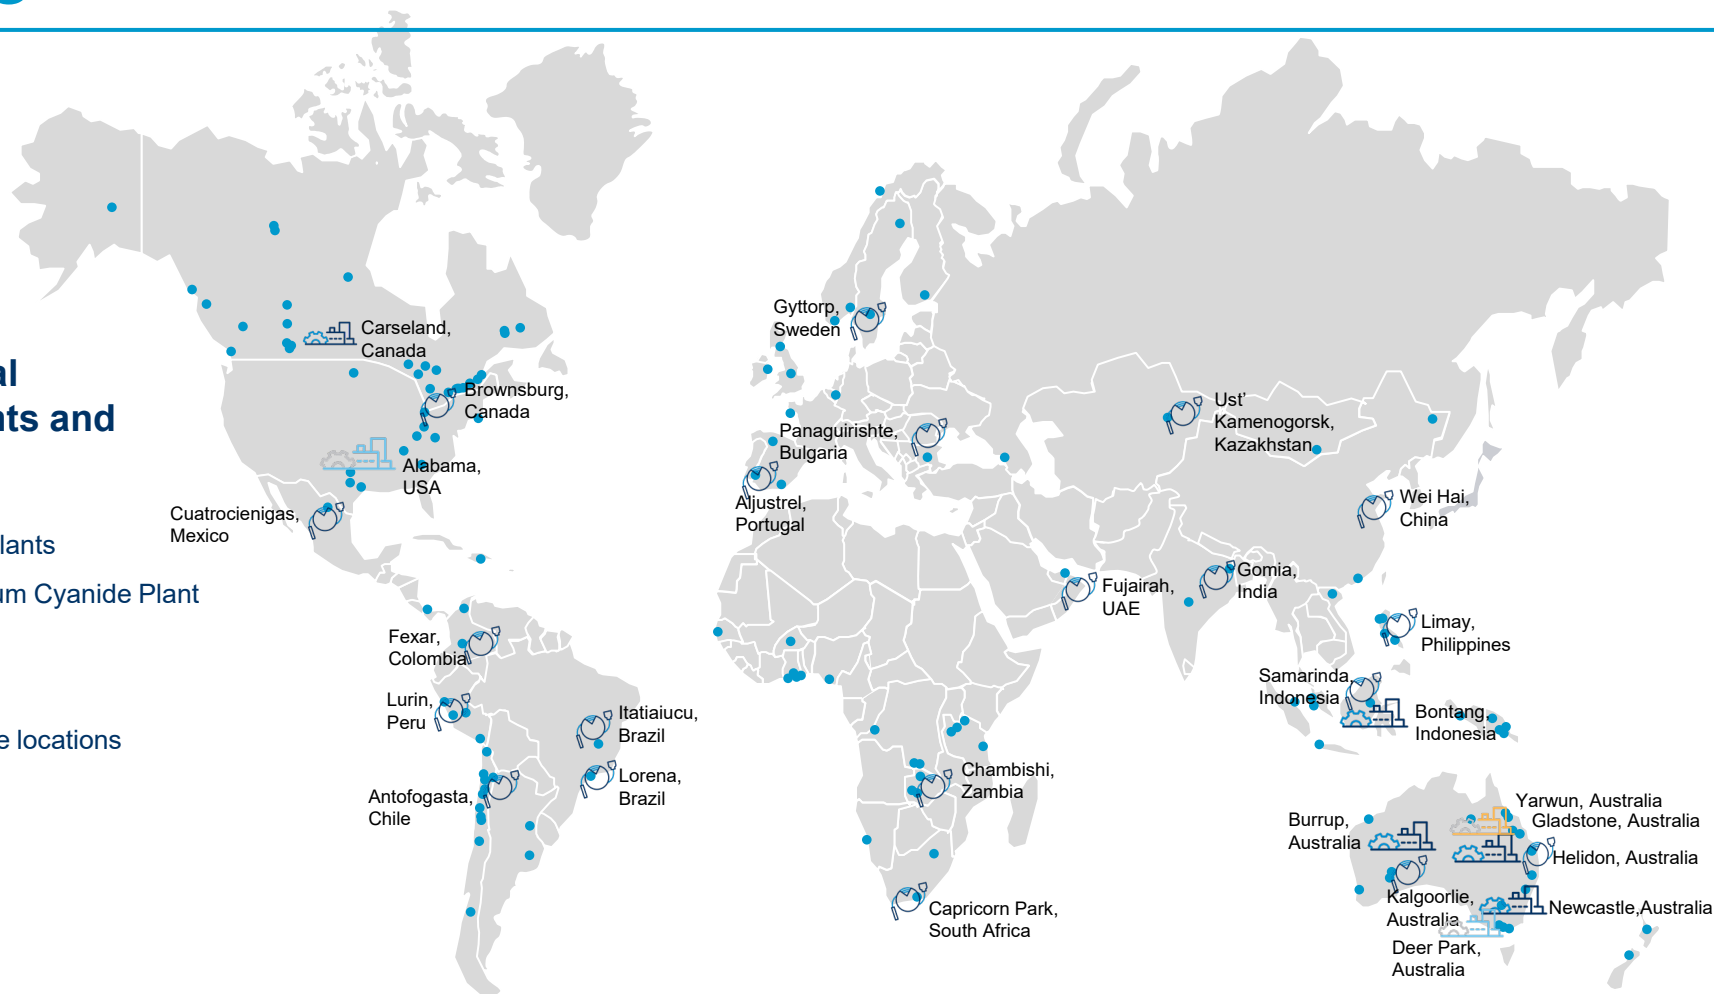 al
nts and
lants
um Cyanide Plant
e locations
Carseland,
Canada
Brownsburg,
Canada
Alabama,
USA
Cuatrocienigas,
Mexico
Fexar,
Colombia
Lurin,
Peru
Itatiaiucu,
Brazil
Lorena,
Brazil
Antofogasta,
Chile
Gyttorp,
Sweden
Panaguirishte,
Bulgaria
Aljustrel,
Portugal
Ust’
Kamenogorsk,
Kazakhstan
Wei Hai,
China
Fujairah,
UAE
Gomia,
India
Limay,
Philippines
Samarinda,
Indonesia
Bontang,
Indonesia
Chambishi,
Zambia
Capricorn Park,
South Africa
Yarwun, Australia
Gladstone, Australia
Burrup,
Australia
Helidon, Australia
Kalgoorlie,
Australia
Newcastle,Australia
Deer Park,
Australia